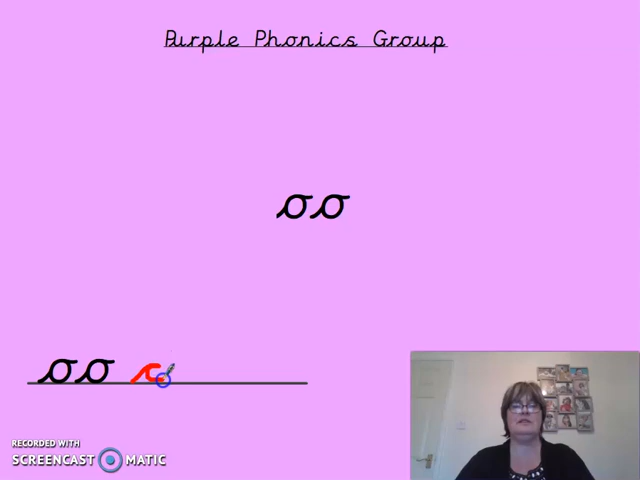 Purple Phonics Group
oo
oo
RECORDED WITH
SCREENCAST MATIC